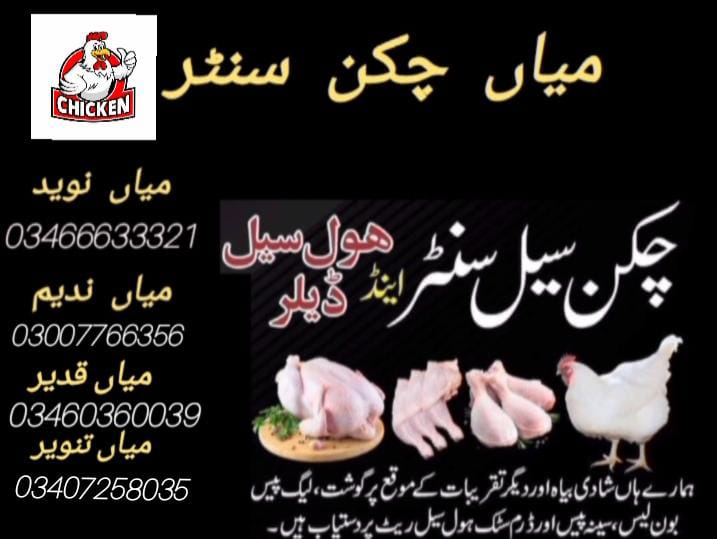 میاں چکن سنٹر
CHICKEN
میاں نوید
03466633321
میاں ندیم
03007766356
میاں قدیر
03460360039
میاں تنویر
03407258035
چکن سیل سنٹر اینڈ ھول سیل ڈیلر
ہمارے ہاں شادی بیاہ اور دیگر تقریبات کے موقع پر گوشت، لیگ پیس
بون لیس، سینہ پیس اور ڈرم سٹک ہول سیل ریٹ پر دستیاب ہیں۔